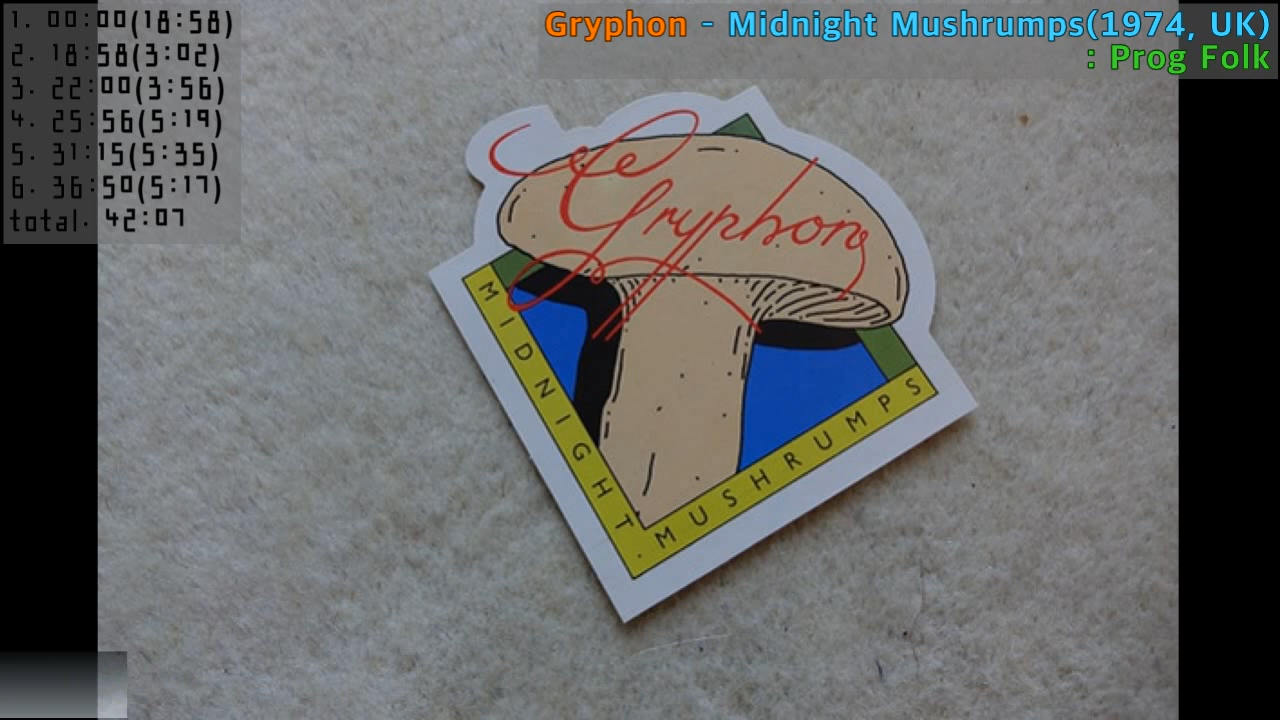 1. 00:00(18:58)
2. 18:58(3:02)
3. 22:00(3:56)
4. 25:56(5:19)
5. 31:15(5:35)
6. 36:50(5:17)
total. 42:07
Gryphon - Midnight Mushrumps(1974, UK)
: Prog Folk
Gryphon
MIDNIGHT · MUSHRUMPS